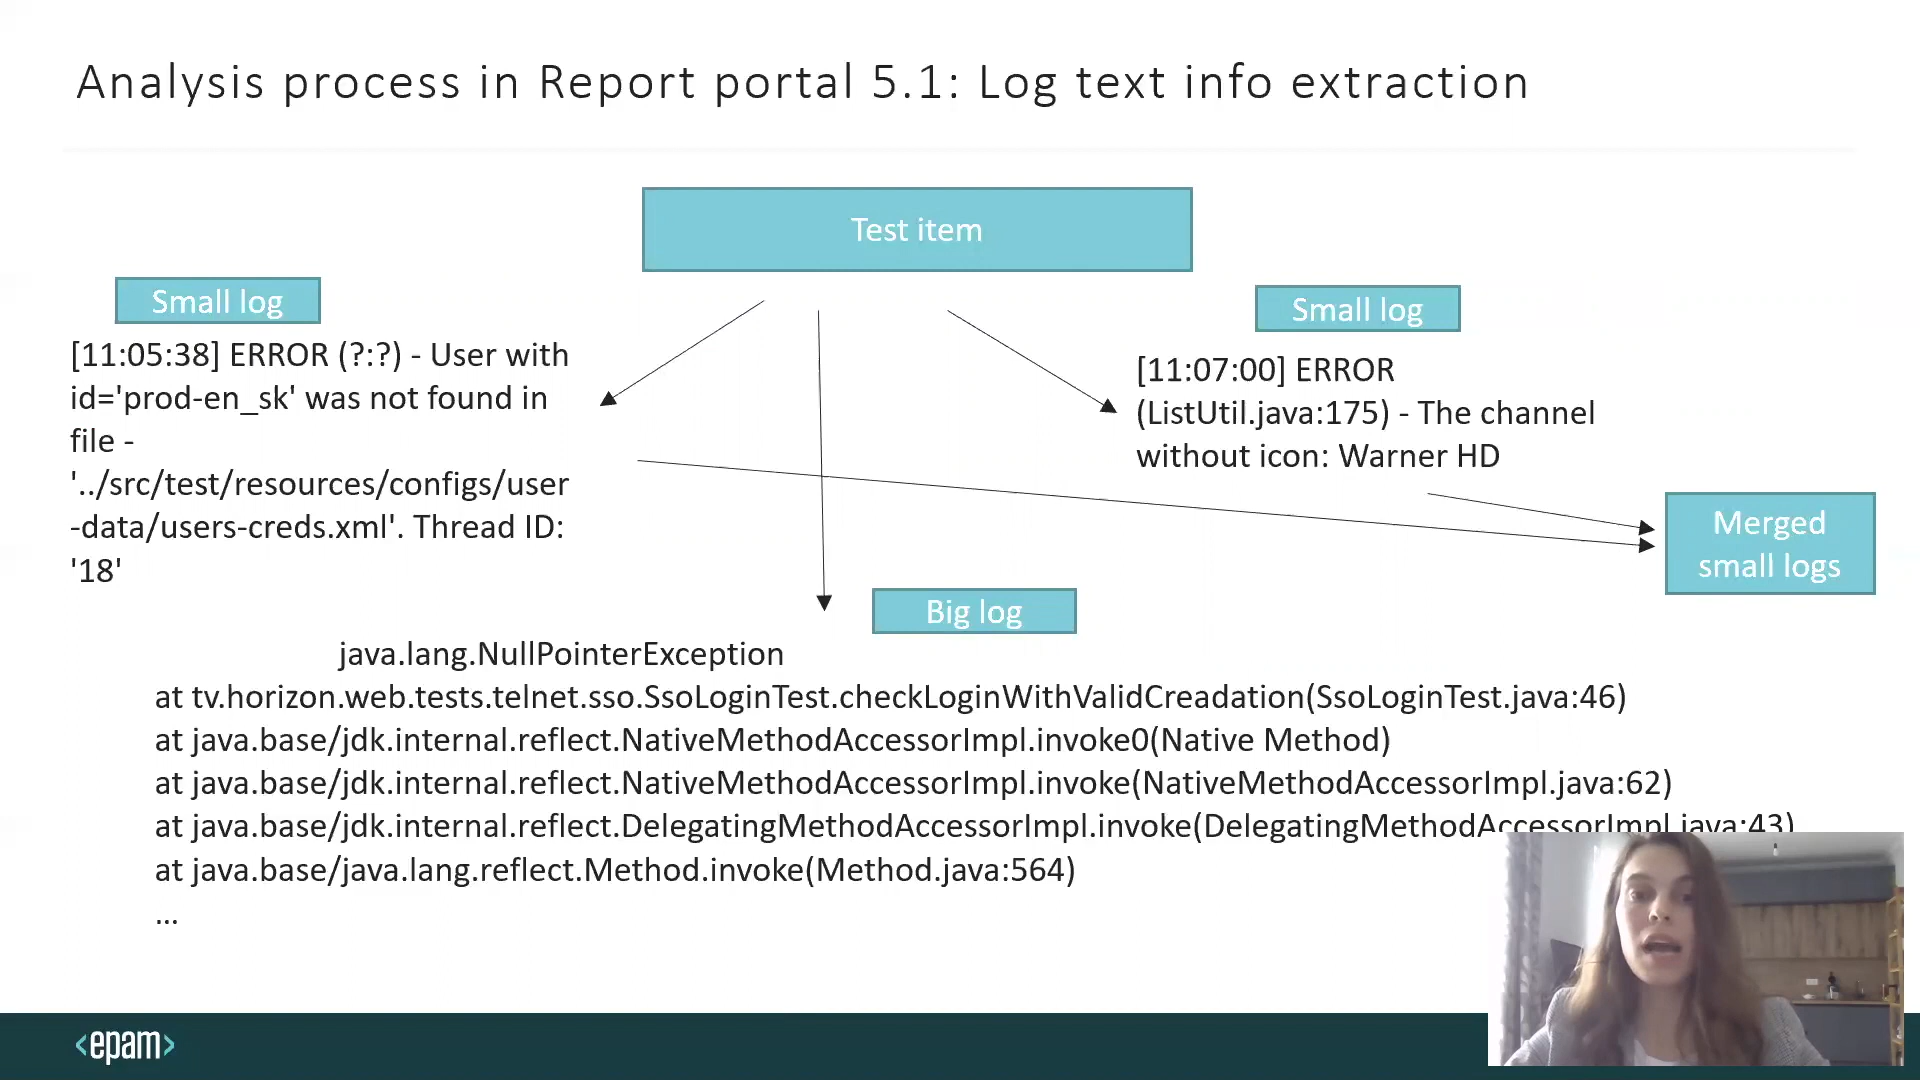 Analysis process in Report portal 5.1: Log text info extraction
Test item
Small log
[11:05:38] ERROR (?:?) - User with
id='prod-en_sk' was not found in
file -
'../src/test/resources/configs/user
-data/users-creds.xml'. Thread ID:
'18'
Small log
[11:07:00] ERROR
(ListUtil.java:175) - The channel
without icon: Warner HD
Merged
small logs
Big log
java.lang.NullPointerException
at tv.horizon.web.tests.telnet.sso.SsoLoginTest.checkLoginWithValidCreadation(SsoLoginTest.java:46)
at java.base/jdk.internal.reflect.NativeMethodAccessorImpl.invoke0(Native Method)
at java.base/jdk.internal.reflect.NativeMethodAccessorImpl.invoke(NativeMethodAccessorImpl.java:62)
at java.base/jdk.internal.reflect.DelegatingMethodAccessorImpl.invoke(DelegatingMethodAccessorImpl.java:43)
at java.base/java.lang.reflect.Method.invoke(Method.java:564)
...
<epam>